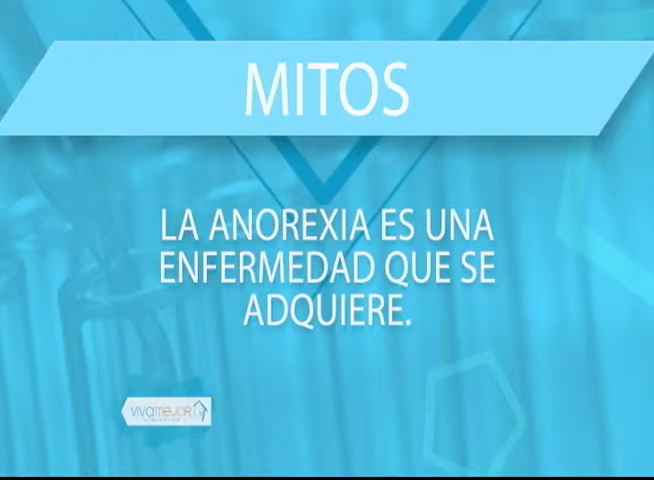 MITOS
LA ANOREXIA ES UNA
ENFERMEDAD QUE SE
ADQUIERE.
vivamejor